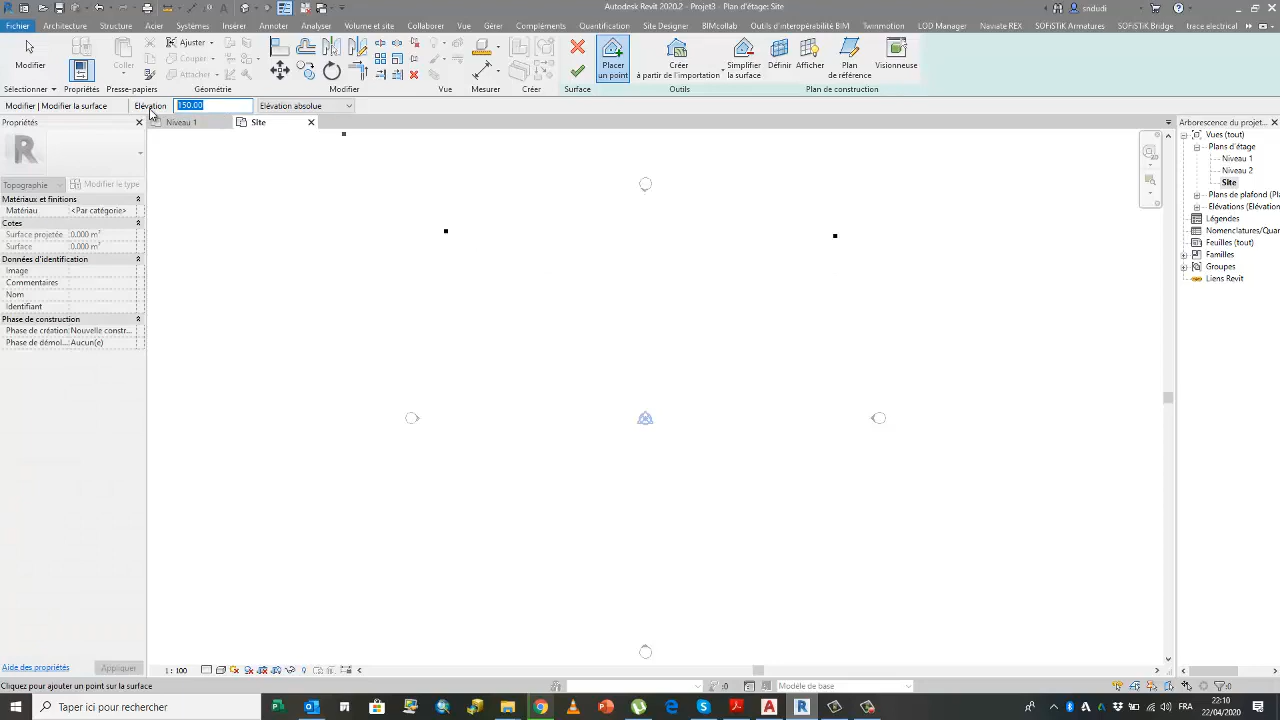 Autodesk Revit 2020.2 - Projet3 - Plan d'étage: Site
sndudi
Fichier Architecture Structure Acier Systèmes Insérer Annoter Analyser Volume et site Collaborer Vue Gérer Compléments Quantification Site Designer BIMcollab Outils d'interopérabilité BIM Twinmotion LOD Manager Naviate REX SOFiSTiK Armatures SOFiSTiK Bridge trace electrical
Modifier
Coller
Ajuster
Couper
Attacher
Placer
un point
Créer
à partir de l'importation
Simplifier
la surface
Définir
Afficher
Plan
de référence
Visionneuse
Sélectionner Propriétés Presse-papiers Géométrie Modifier Vue Mesurer Créer Surface Outils Plan de construction
Modifier | Modifier la surface Elévation 150.00 Elévation absolue
Propriétés
Niveau 1
Site
Arborescence du projet...
R
Topographie
Modifier le type
Matériaux et finitions
Matériau <Par catégorie>
Cotes
Surface projetée 0.000 m²
Surface 0.000 m²
Données d'identification
Image
Commentaires
Nom
Identifiant
Phase de construction
Phase de création Nouvelle constr...
Phase de démol... Aucun(e)
Vues (tout)
Plans d'étage
Niveau 1
Niveau 2
Site
Plans de plafond (Pla
Elévations (Elévation
Légendes
Nomenclatures/Quan
Feuilles (tout)
Familles
Groupes
Liens Revit
Aide des propriétés
Appliquer
1 : 100
Cliquez pour ajouter un point sur la surface
:0
Modèle de base
:0
Taper ici pour rechercher
FRA
22:10
22/04/2020